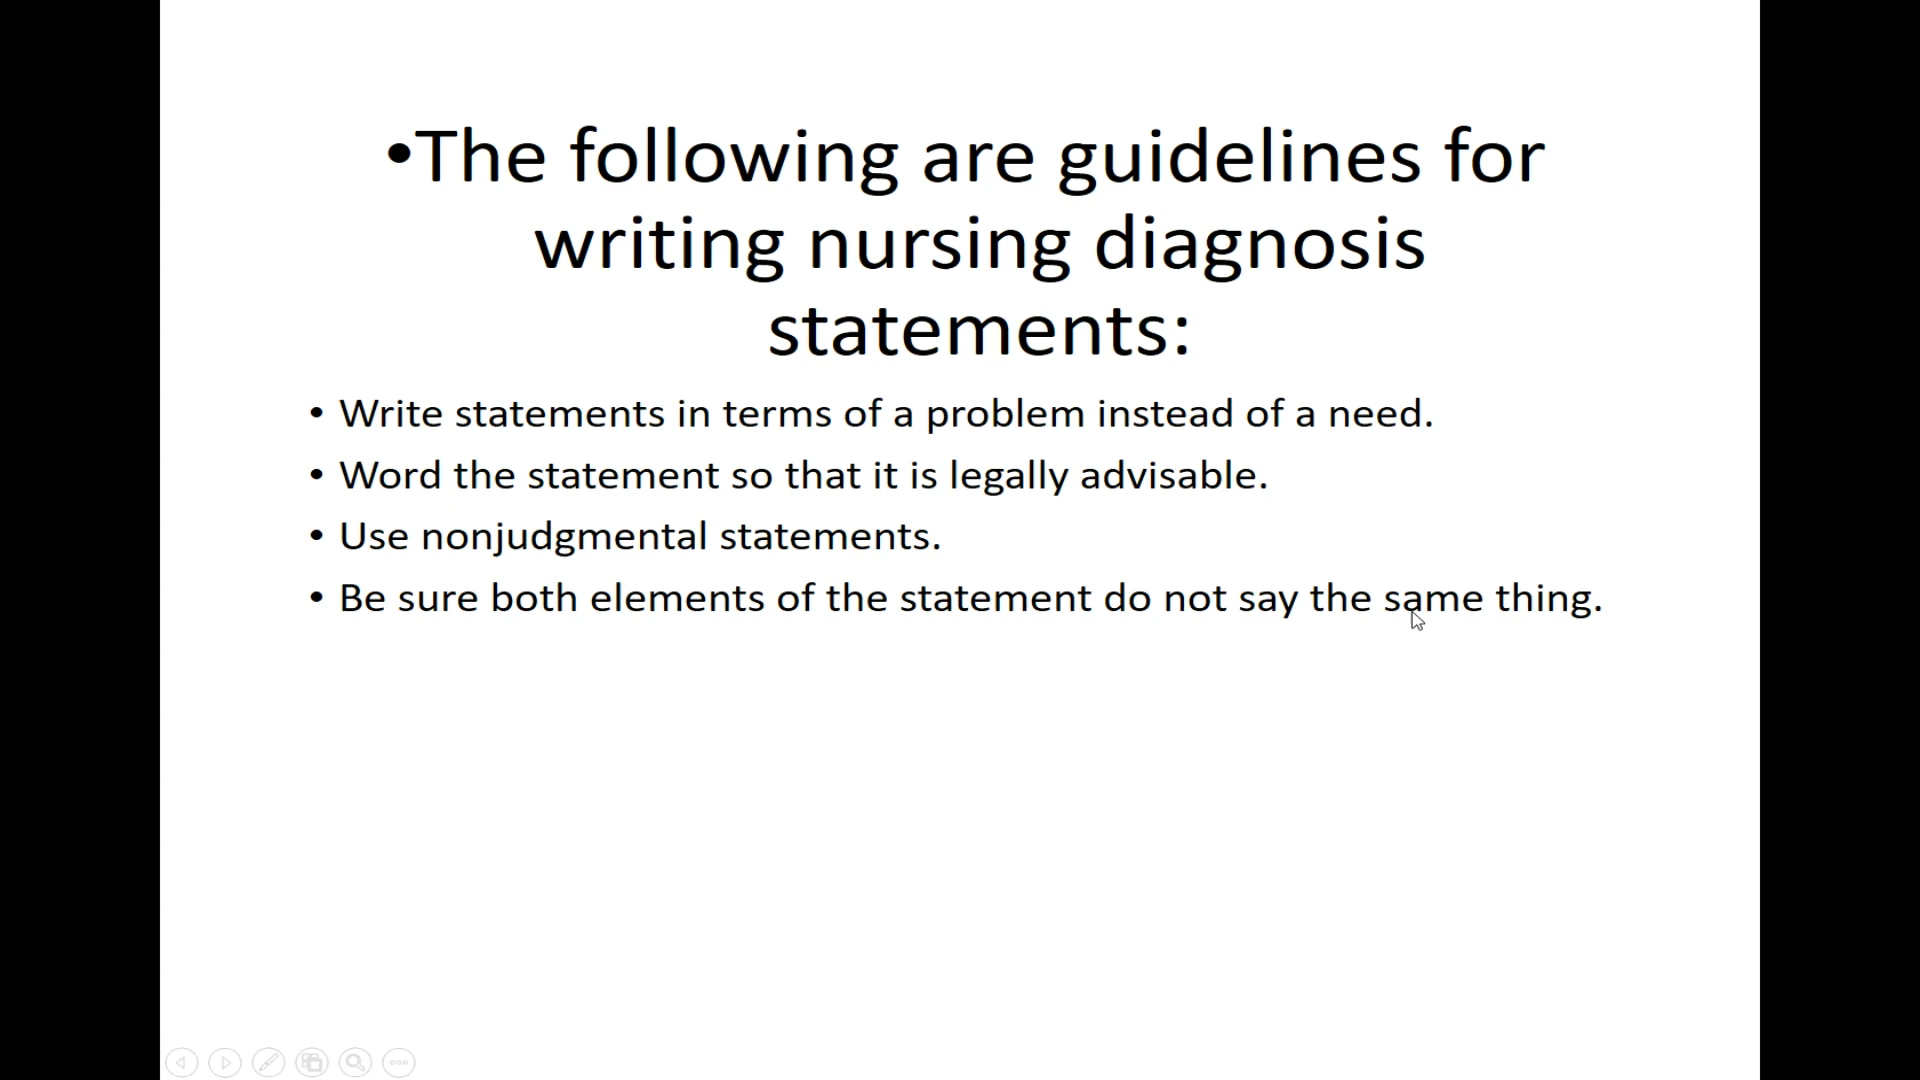 •The following are guidelines for
writing nursing diagnosis
statements:
• Write statements in terms of a problem instead of a need.
• Word the statement so that it is legally advisable.
• Use nonjudgmental statements.
• Be sure both elements of the statement do not say the same thing.